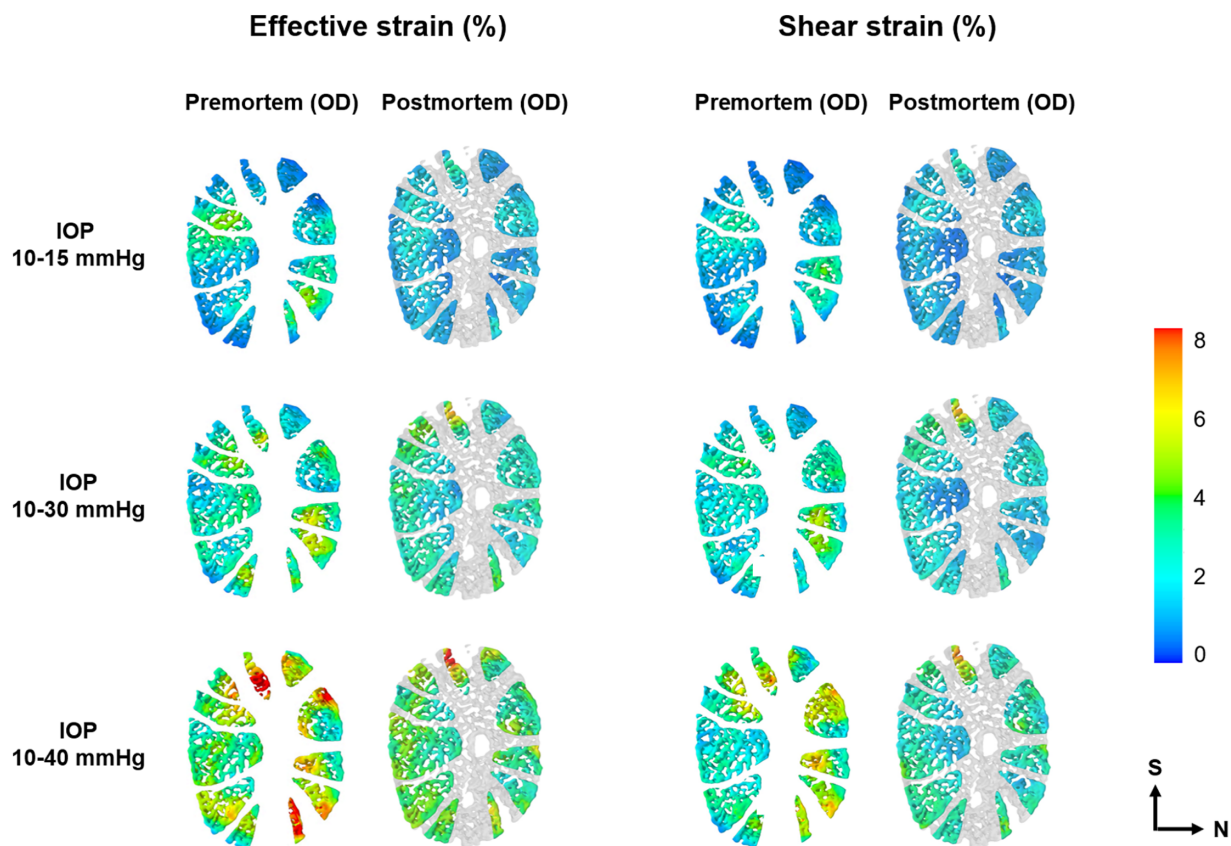 Effective strain (%)
Shear strain (%)
Premortem (OD)
Postmortem (OD)
Premortem (OD)
Postmortem (OD)
IOP
10-15 mmHg
IOP
10-30 mmHg
IOP
10-40 mmHg
8
6
4
2
0
S
N